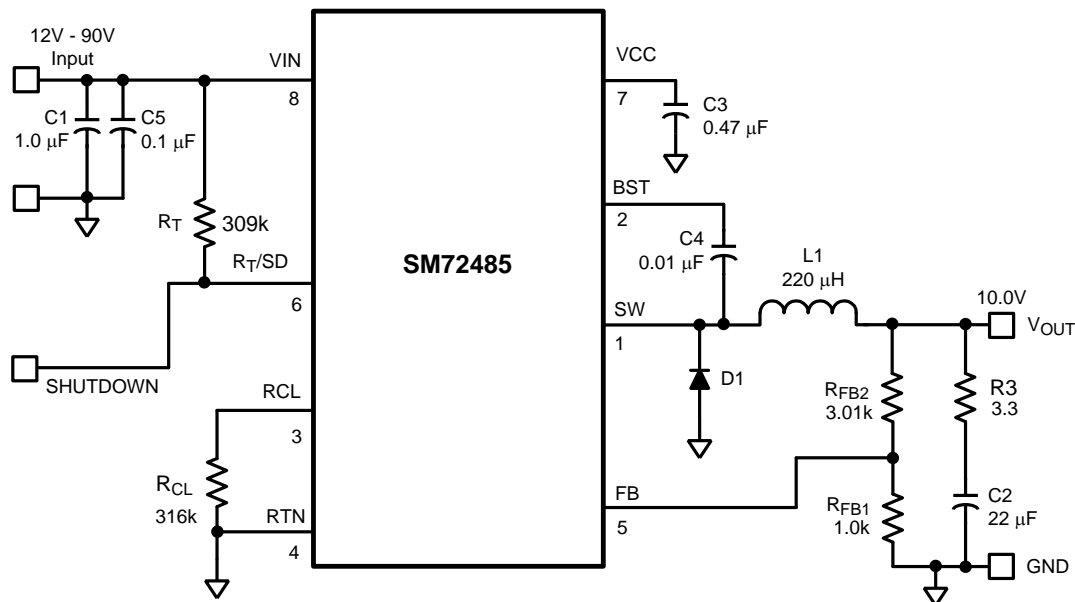 12V - 90V
Input
VIN
8
C1
1.0 µF
C5
0.1 µF
RT
309k
RT/SD
6
SHUTDOWN
RCL
3
RCL
316k
RTN
4
SM72485
VCC
7
C3
0.47 µF
BST
2
C4
0.01 µF
L1
220 µH
SW
1
D1
10.0V
VOUT
RFB2
3.01k
R3
3.3
FB
5
RFB1
1.0k
C2
22 µF
GND